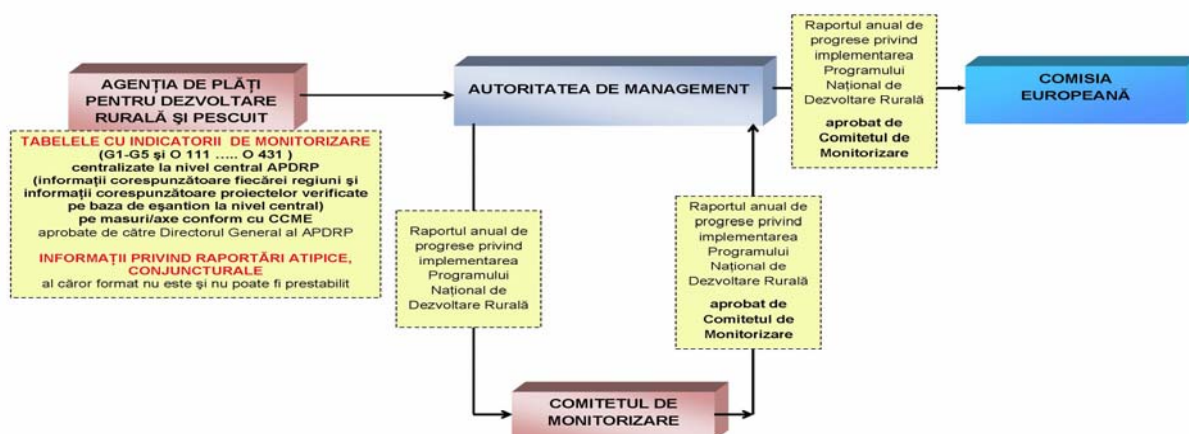 AGENȚIA DE PLĂȚI
PENTRU DEZVOLTARE
RURALĂ ȘI PESCUIT
TABELELE CU INDICATORII DE MONITORIZARE
(G1-G5 și O 111 ..... O 431 )
centralizate la nivel central APDRP
(informații corespunzătoare fiecărei regiuni și
informații corespunzătoare proiectelor verificate
pe baza de eșantion la nivel central)
pe masuri/axe conform cu CCME
aprobate de către Directorul General al APDRP
INFORMAȚII PRIVIND RAPORTĂRI ATIPICE,
CONJUNCTURALE
al căror format nu este și nu poate fi prestabilit
AUTORITATEA DE MANAGEMENT
Raportul anual de
progrese privind
implementarea
Programului
Național de
Dezvoltare Rurală
COMITETUL DE
MONITORIZARE
Raportul anual de
progrese privind
implementarea
Programului
Național de
Dezvoltare Rurală
aprobat de
Comitetul de
Monitorizare
Raportul anual de
progrese privind
implementarea
Programului
Național de
Dezvoltare Rurală
aprobat de
Comitetul de
Monitorizare
COMISIA
EUROPEANĂ